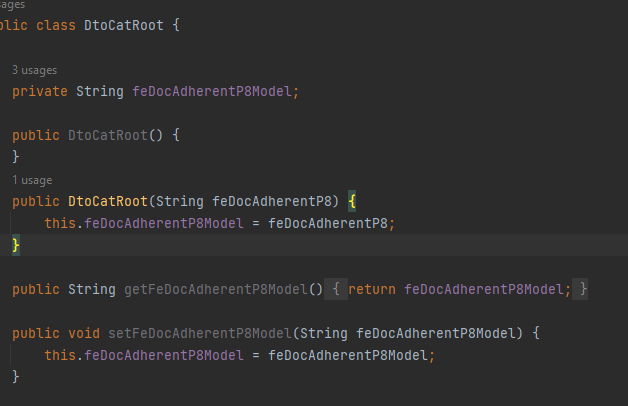 sages
blic class DtoCatRoot {
3 usages
private String feDocAdherentP8Model;
public DtoCatRoot() {
}
1 usage
public DtoCatRoot(String feDocAdherentP8) {
this.feDocAdherentP8Model = feDocAdherentP8;
}
public String getFeDocAdherentP8Model() { return feDocAdherentP8Model; }
public void setFeDocAdherentP8Model(String feDocAdherentP8Model) {
this.feDocAdherentP8Model = feDocAdherentP8Model;
}